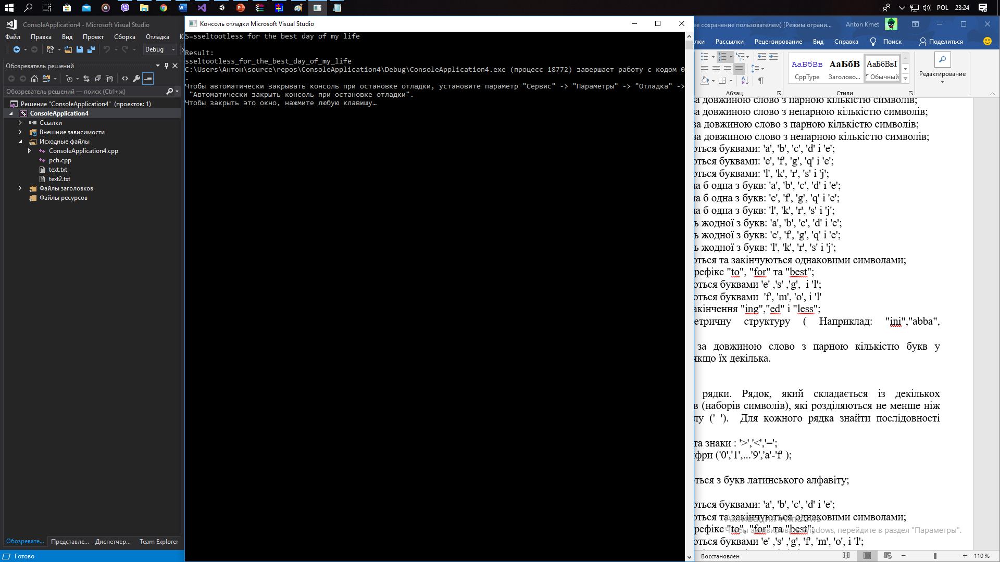 POL
23:24
ConsoleApplication4 - Microsoft Visual Studio
Файл Правка Вид Проект Сборка Отладка
Debug
Обозреватель решений
Обозреватель решений — поиск (Ctrl+ж)
Решение "ConsoleApplication4" (проектов: 1)
ConsoleApplication4
Ссылки
Внешние зависимости
Исходные файлы
ConsoleApplication4.cpp
pch.cpp
text.txt
text2.txt
Файлы заголовков
Файлы ресурсов
Обозревате... Представле... Диспетчер... Team Explorer
Готово
Консоль отладки Microsoft Visual Studio
S=sseltootless for the best day of my life
Result:
sseltootless_for_the_best_day_of_my_life
C:\Users\Антон\source\repos\ConsoleApplication4\Debug\ConsoleApplication4.exe (процесс 18772) завершает работу с кодом 0
.
Чтобы автоматически закрывать консоль при остановке отладки, установите параметр "Сервис" -> "Параметры" -> "Отладка" ->
"Автоматически закрыть консоль при остановке отладки".
Чтобы закрыть это окно, нажмите любую клавишу…
ее сохранение пользователем) [Режим ограни... Anton Kmet
лки Рассылки Рецензирование Вид Справка Поиск Поделиться
АаБбВв АаБбВ АаБбВвІ
CppType Заголово... ¶ Обычный
Редактирование
Абзац Стили
за довжиною слово з парною кількістю символів;
за довжиною слово з непарною кількістю символів;
за довжиною слово з парною кількістю символів;
за довжиною слово з непарною кількістю символів;
ються буквами: 'a', 'b', 'c', 'd' і 'e';
ються буквами: 'e', 'f', 'g', 'q' і 'e';
ються буквами: 'l', 'k', 'r', 's' і 'j';
а б одна з букв: 'a', 'b', 'c', 'd' і 'e';
а б одна з букв: 'e', 'f', 'g', 'q' і 'e';
а б одна з букв: 'l', 'k', 'r', 's' і 'j';
ь жодної з букв: 'a', 'b', 'c', 'd' і 'e';
ь жодної з букв: 'e', 'f', 'g', 'q' і 'e';
ь жодної з букв: 'l', 'k', 'r', 's' і 'j';
ються та закінчуються однаковими символами;
рефікс "to", "for" та "best";
ються буквами 'e' ,'s' ,'g', і 'l';
ються буквами 'f', 'm', 'o', і 'l'
акінчення "ing","ed" і "less";
етричну структуру ( Наприклад: "ini","abba",
за довжиною слово з парною кількістю букв у
якщо їх декілька.
рядки. Рядок, який складається із декількох
в (наборів символів), які розділяються не менше ніж
лу (' '). Для кожного рядка знайти послідовності
та знаки : '>','<','=';
фри ('0','1',...'9','a'-'f' );
ться з букв латинського алфавіту;
ються буквами: 'a', 'b', 'c', 'd' і 'e';
ються та закінчуються однаковими символами;
рефікс "to", "for" та "best";
ються буквами 'e' ,'s' ,'g', 'f', 'm', 'o', і 'l';
Активация Windows
Чтобы активировать Windows, перейдите в раздел "Параметры".
Восстановлен
110 %